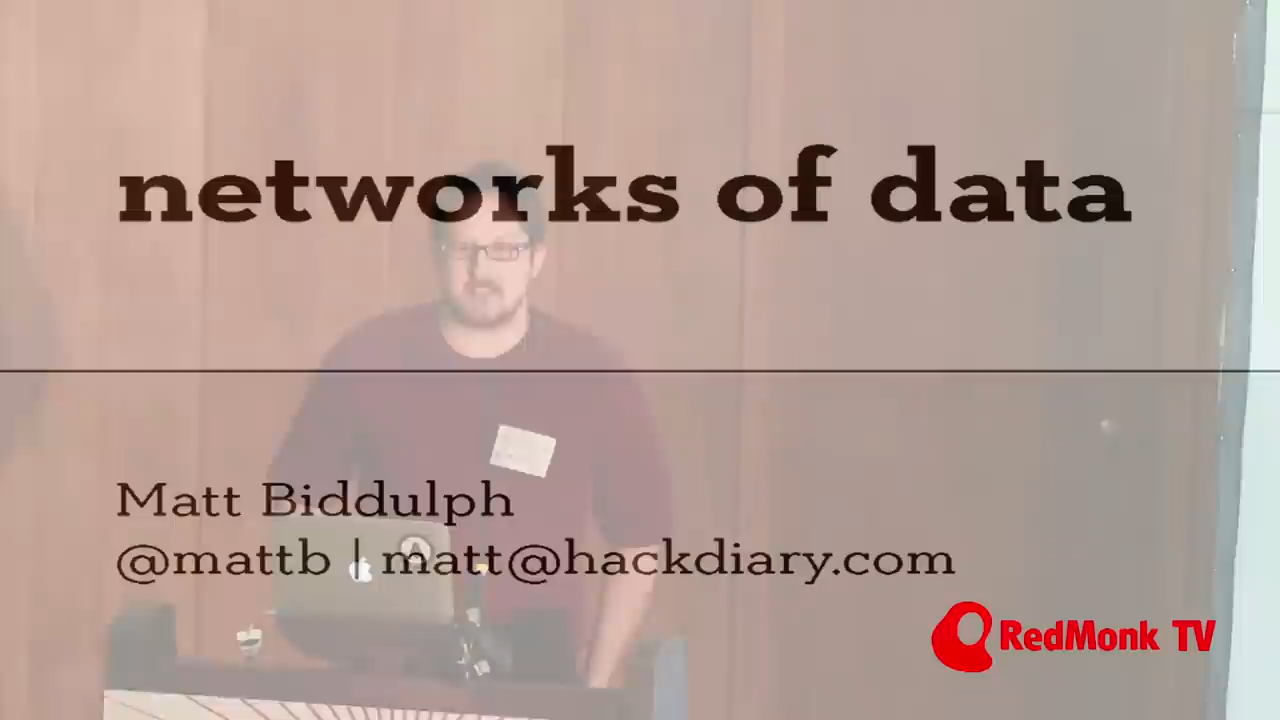 networks of data
Matt Biddulph
@mattb | matt@hackdiary.com
RedMonk TV